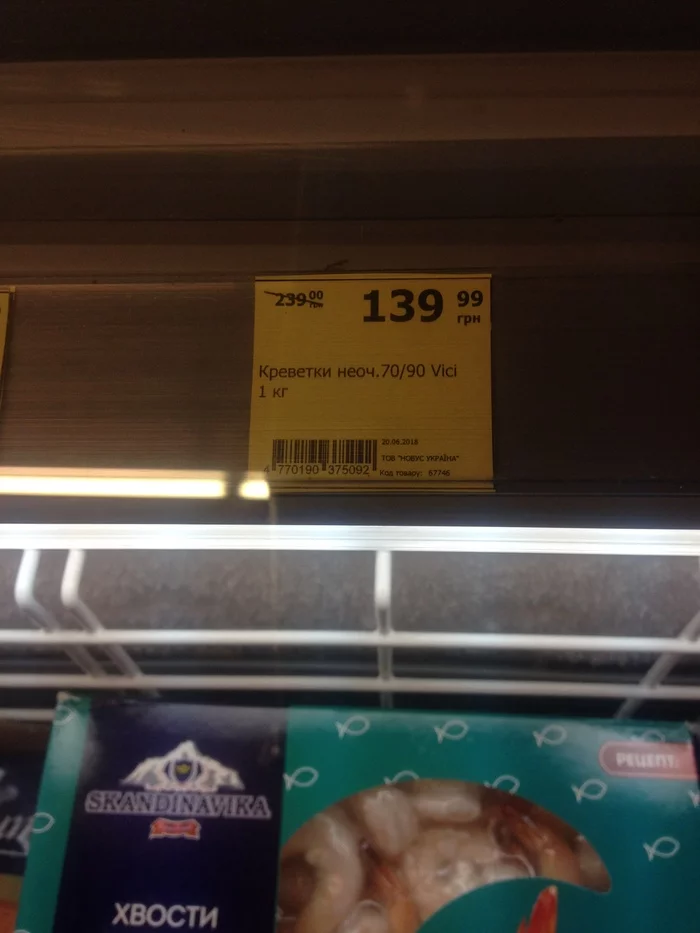 239 00 грн
139 99 грн
Креветки неоч.70/90 Vici
1 кг
20.06.2018
ТОВ "НОВУС УКРАЇНА"
4 770190 375092 Код товару: 67746
РЕЦЕПТ:
SKANDINAVIKA
ХВОСТИ